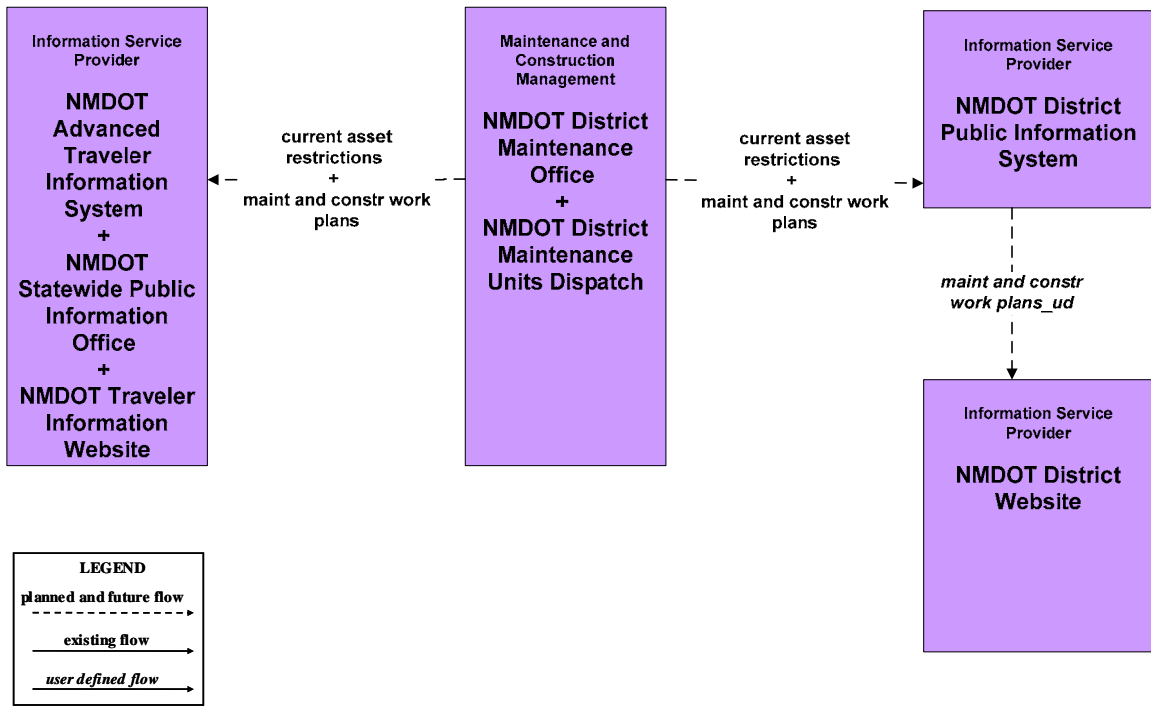 Information Service
Provider
NMDOT
Advanced
Traveler
Information
System
+
NMDOT
Statewide Public
Information
Office
+
NMDOT Traveler
Information
Website
current asset
restrictions
+
maint and constr work
plans
Maintenance and
Construction
Management
NMDOT District
Maintenance
Office
+
NMDOT District
Maintenance
Units Dispatch
current asset
restrictions
+
maint and constr work
plans
Information Service
Provider
NMDOT District
Public Information
System
maint and constr
work plans_ud
Information Service
Provider
NMDOT District
Website
LEGEND
planned and future flow
existing flow
user defined flow